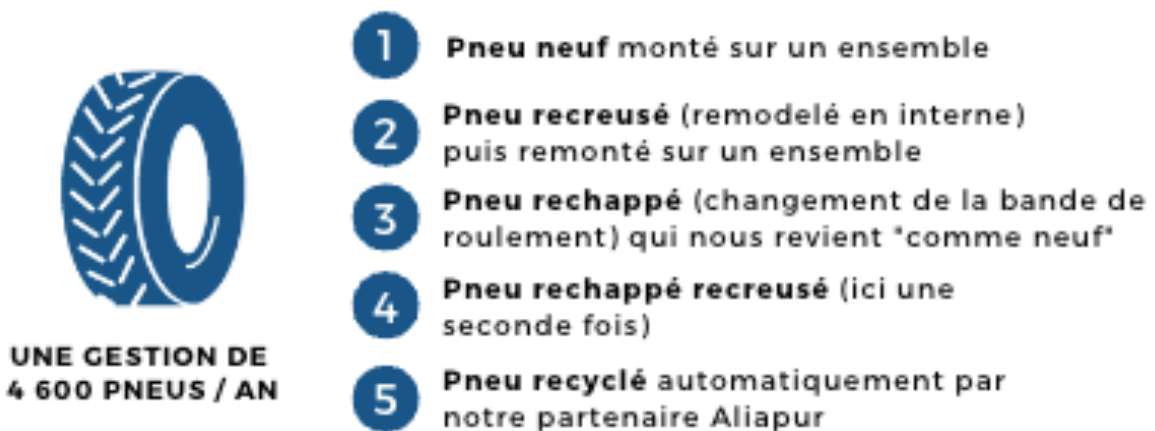 1
Pneu neuf monté sur un ensemble
2
Pneu recreusé (remodelé en interne)
puis remonté sur un ensemble
3
Pneu rechappé (changement de la bande de
roulement) qui nous revient "comme neuf"
4
Pneu rechappé recreusé (ici une
seconde fois)
5
Pneu recyclé automatiquement par
notre partenaire Aliapur
UNE GESTION DE
4 600 PNEUS / AN